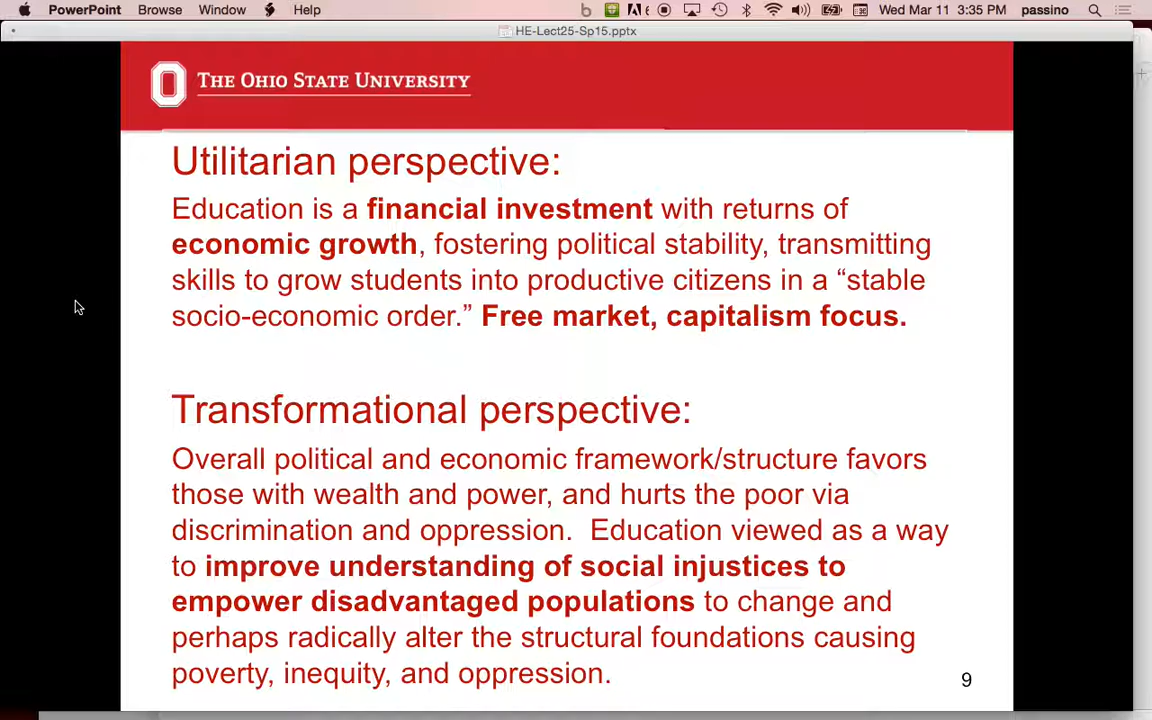 PowerPoint Browse Window Help Wed Mar 11 3:35 PM passino
HE-Lect25-Sp15.pptx
THE OHIO STATE UNIVERSITY
Utilitarian perspective:
Education is a financial investment with returns of
economic growth, fostering political stability, transmitting
skills to grow students into productive citizens in a “stable
socio-economic order.” Free market, capitalism focus.
Transformational perspective:
Overall political and economic framework/structure favors
those with wealth and power, and hurts the poor via
discrimination and oppression. Education viewed as a way
to improve understanding of social injustices to
empower disadvantaged populations to change and
perhaps radically alter the structural foundations causing
poverty, inequity, and oppression.
9